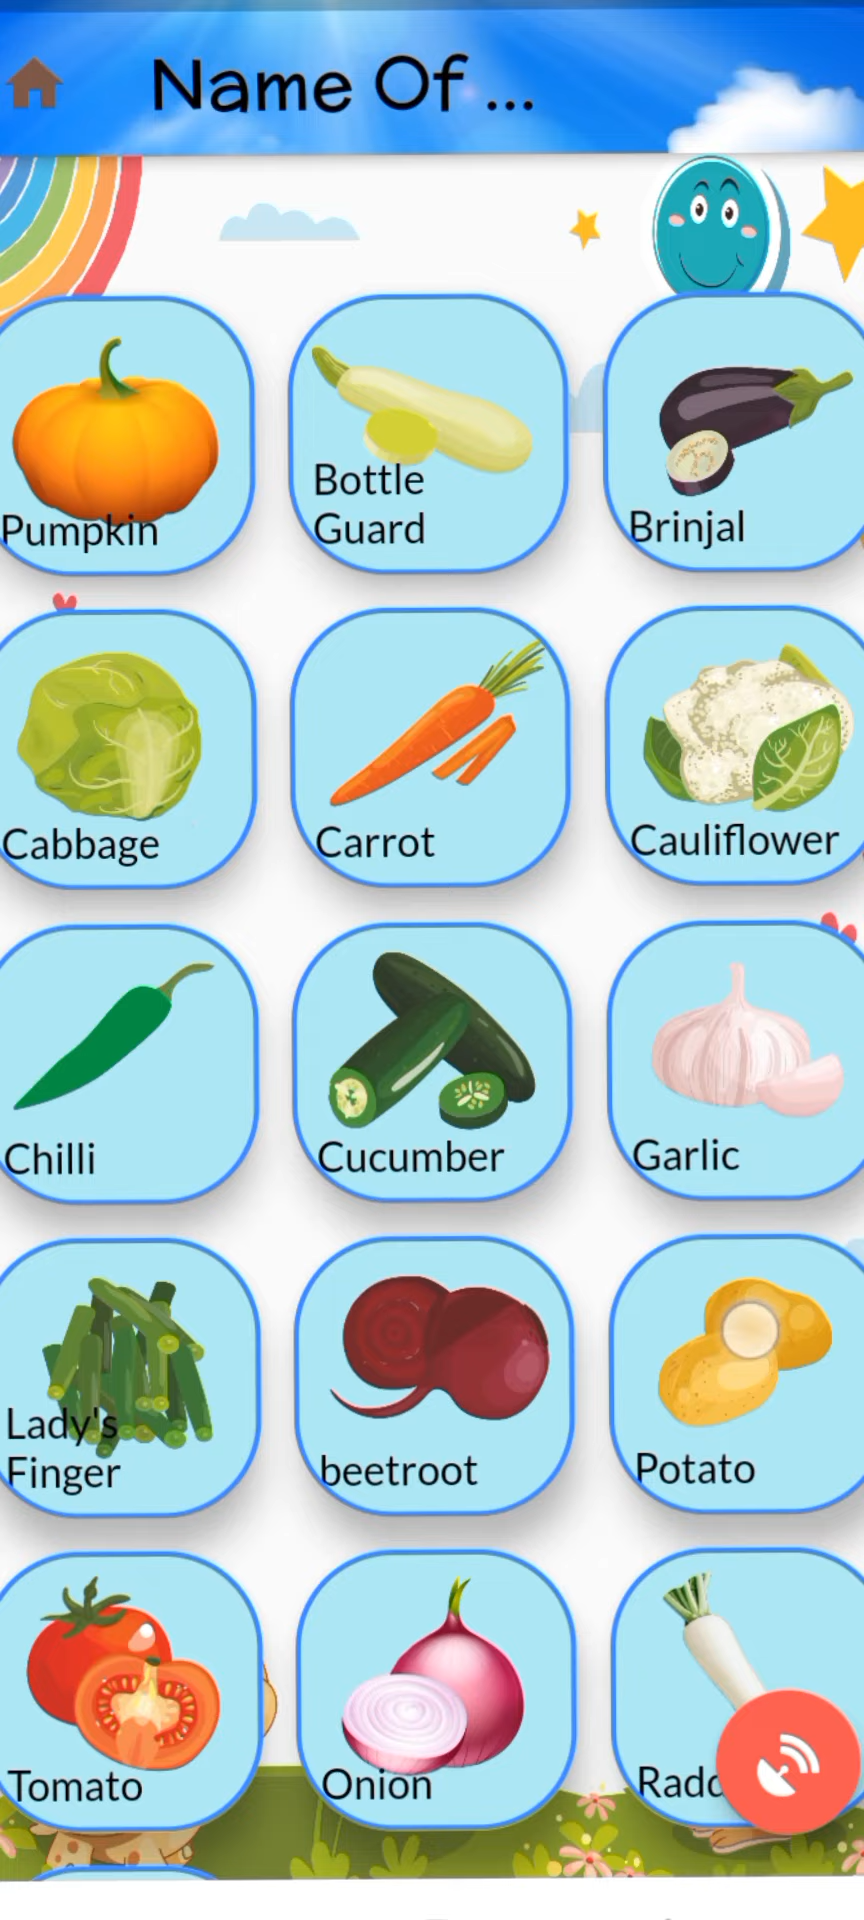 Name Of ...
Pumpkin
Bottle
Guard
Brinjal
Cabbage
Carrot
Cauliflower
Chilli
Cucumber
Garlic
Lady's
Finger
beetroot
Potato
Tomato
Onion